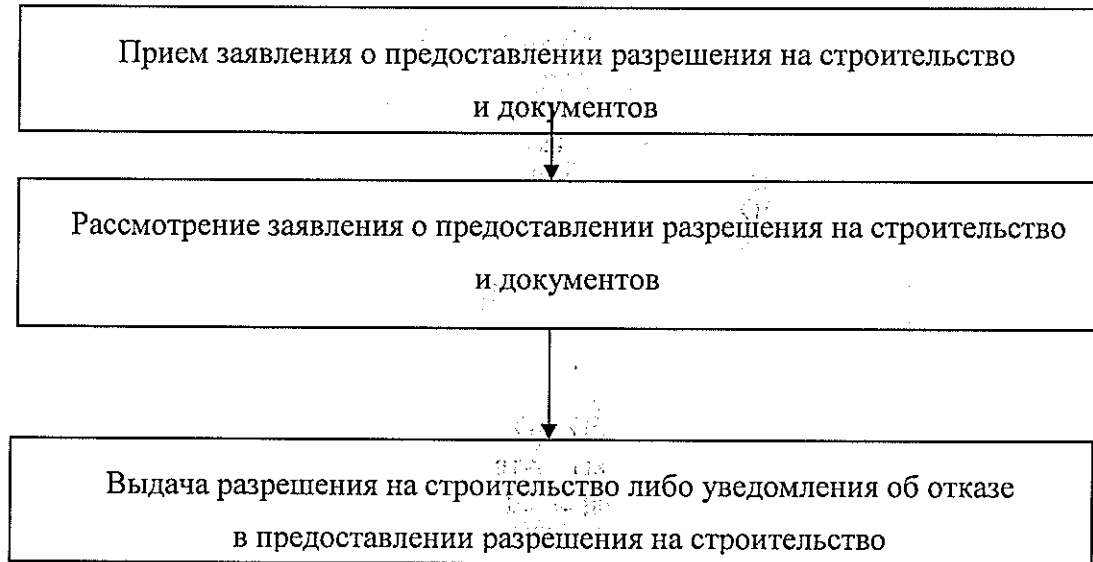 Прием заявления о предоставлении разрешения на строительство
и документов
Рассмотрение заявления о предоставлении разрешения на строительство
и документов
Выдача разрешения на строительство либо уведомления об отказе
в предоставлении разрешения на строительство